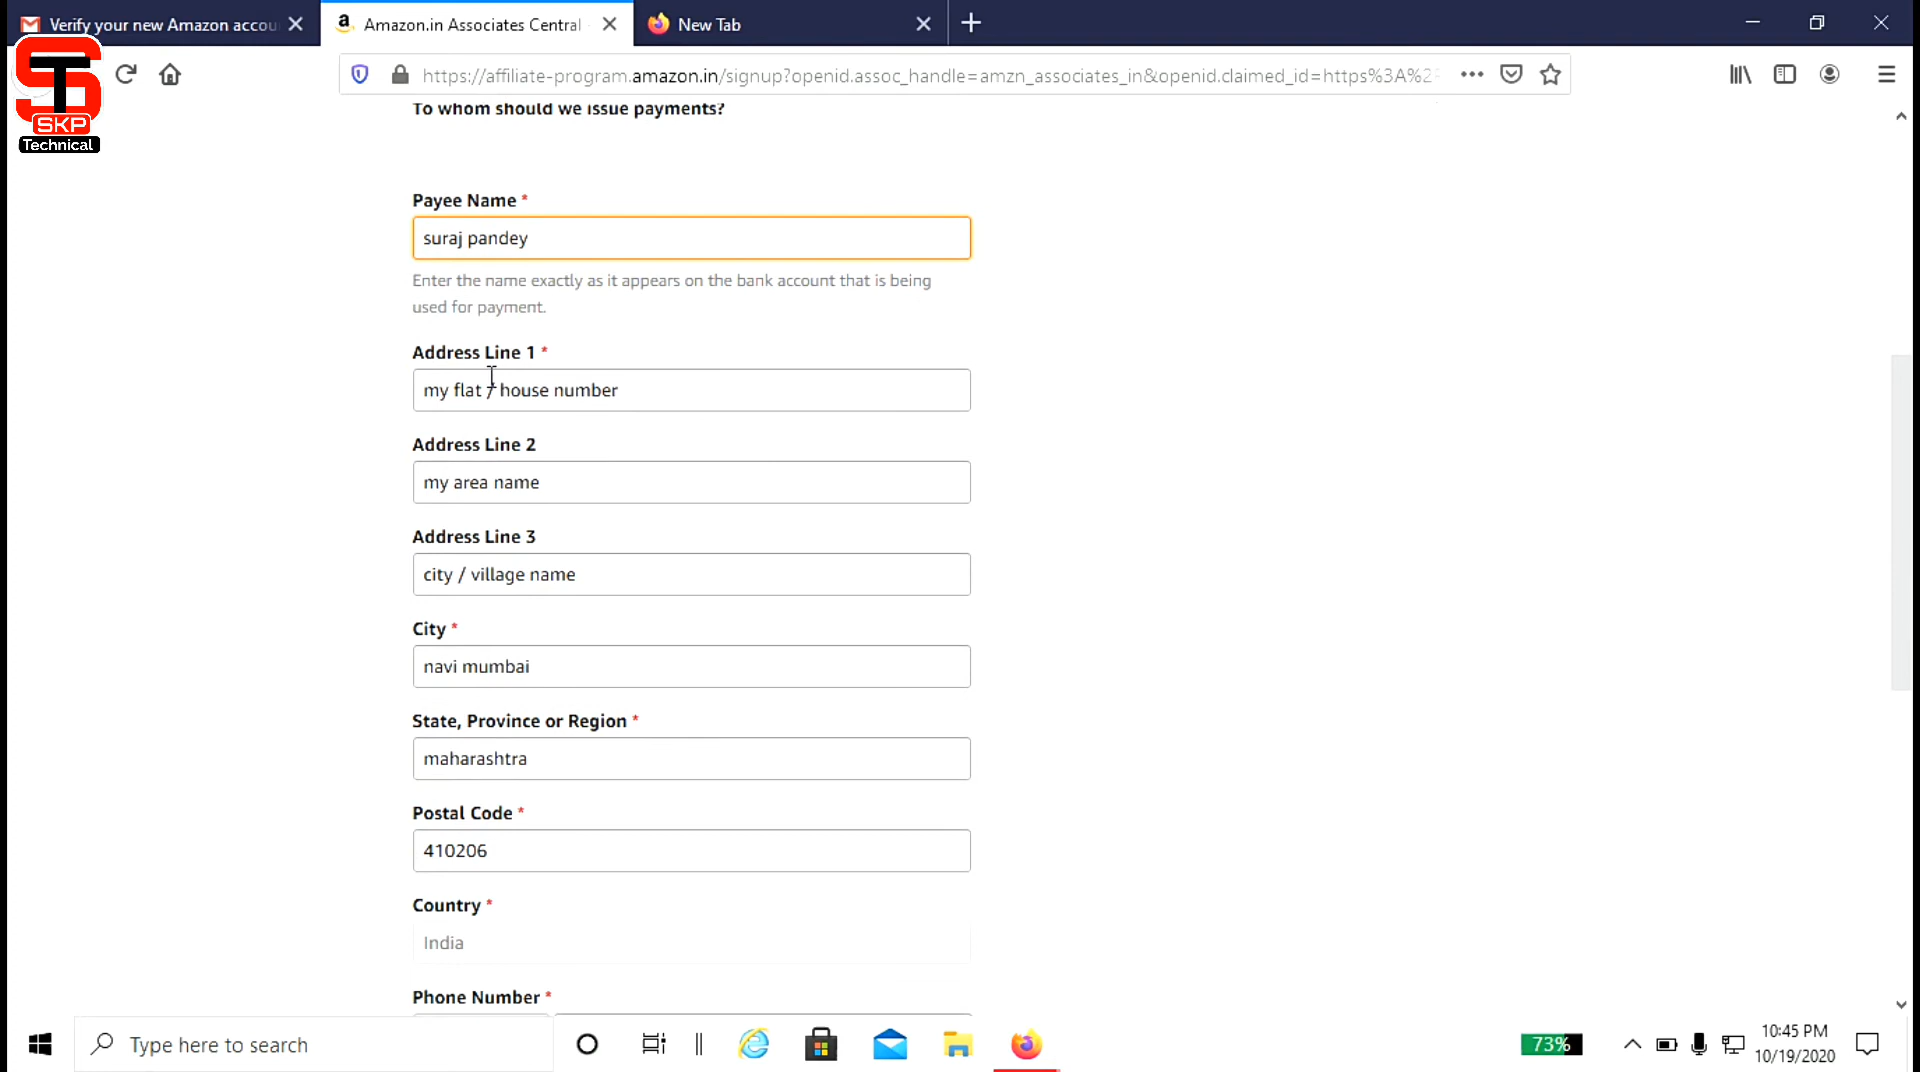 Verify your new Amazon accou
Amazon.in Associates Central
New Tab
https://affiliate-program.amazon.in/signup?openid.assoc_handle=amzn_associates_in&openid.claimed_id=https%3A%2F
ST
SKP
Technical
To whom should we issue payments?
Payee Name *
suraj pandey
Enter the name exactly as it appears on the bank account that is being
used for payment.
Address Line 1 *
my flat / house number
Address Line 2
my area name
Address Line 3
city / village name
City *
navi mumbai
State, Province or Region *
maharashtra
Postal Code *
410206
Country *
India
Phone Number *
Type here to search
73%
10:45 PM
10/19/2020